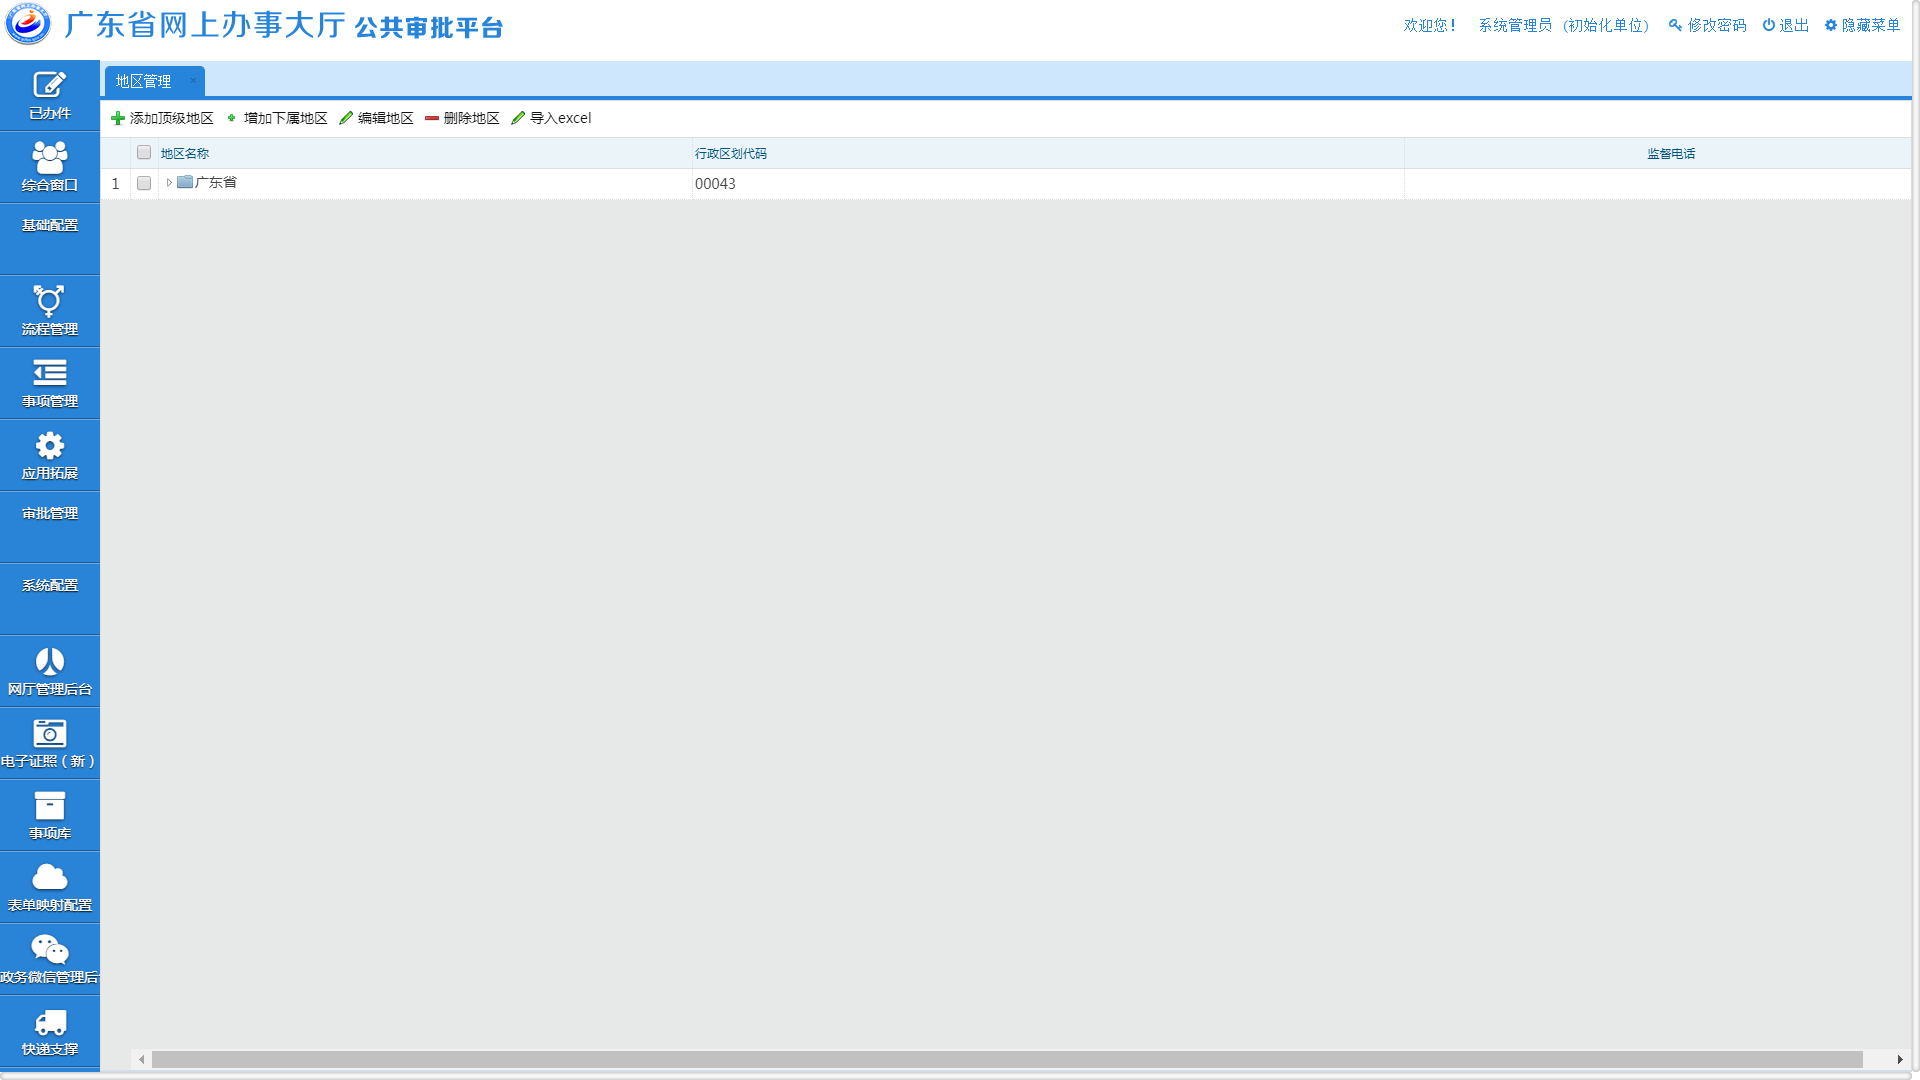 广东省网上办事大厅 公共审批平台
欢迎您! 系统管理员 (初始化单位) 修改密码 退出 隐藏菜单
地区管理
添加顶级地区 增加下属地区 编辑地区 删除地区 导入excel
地区名称 行政区划代码 监督电话
1 广东省 00043
已办件
综合窗口
基础配置
流程管理
事项管理
应用拓展
审批管理
系统配置
网厅管理后台
电子证照（新）
事项库
表单映射配置
政务微信管理后
快递支撑